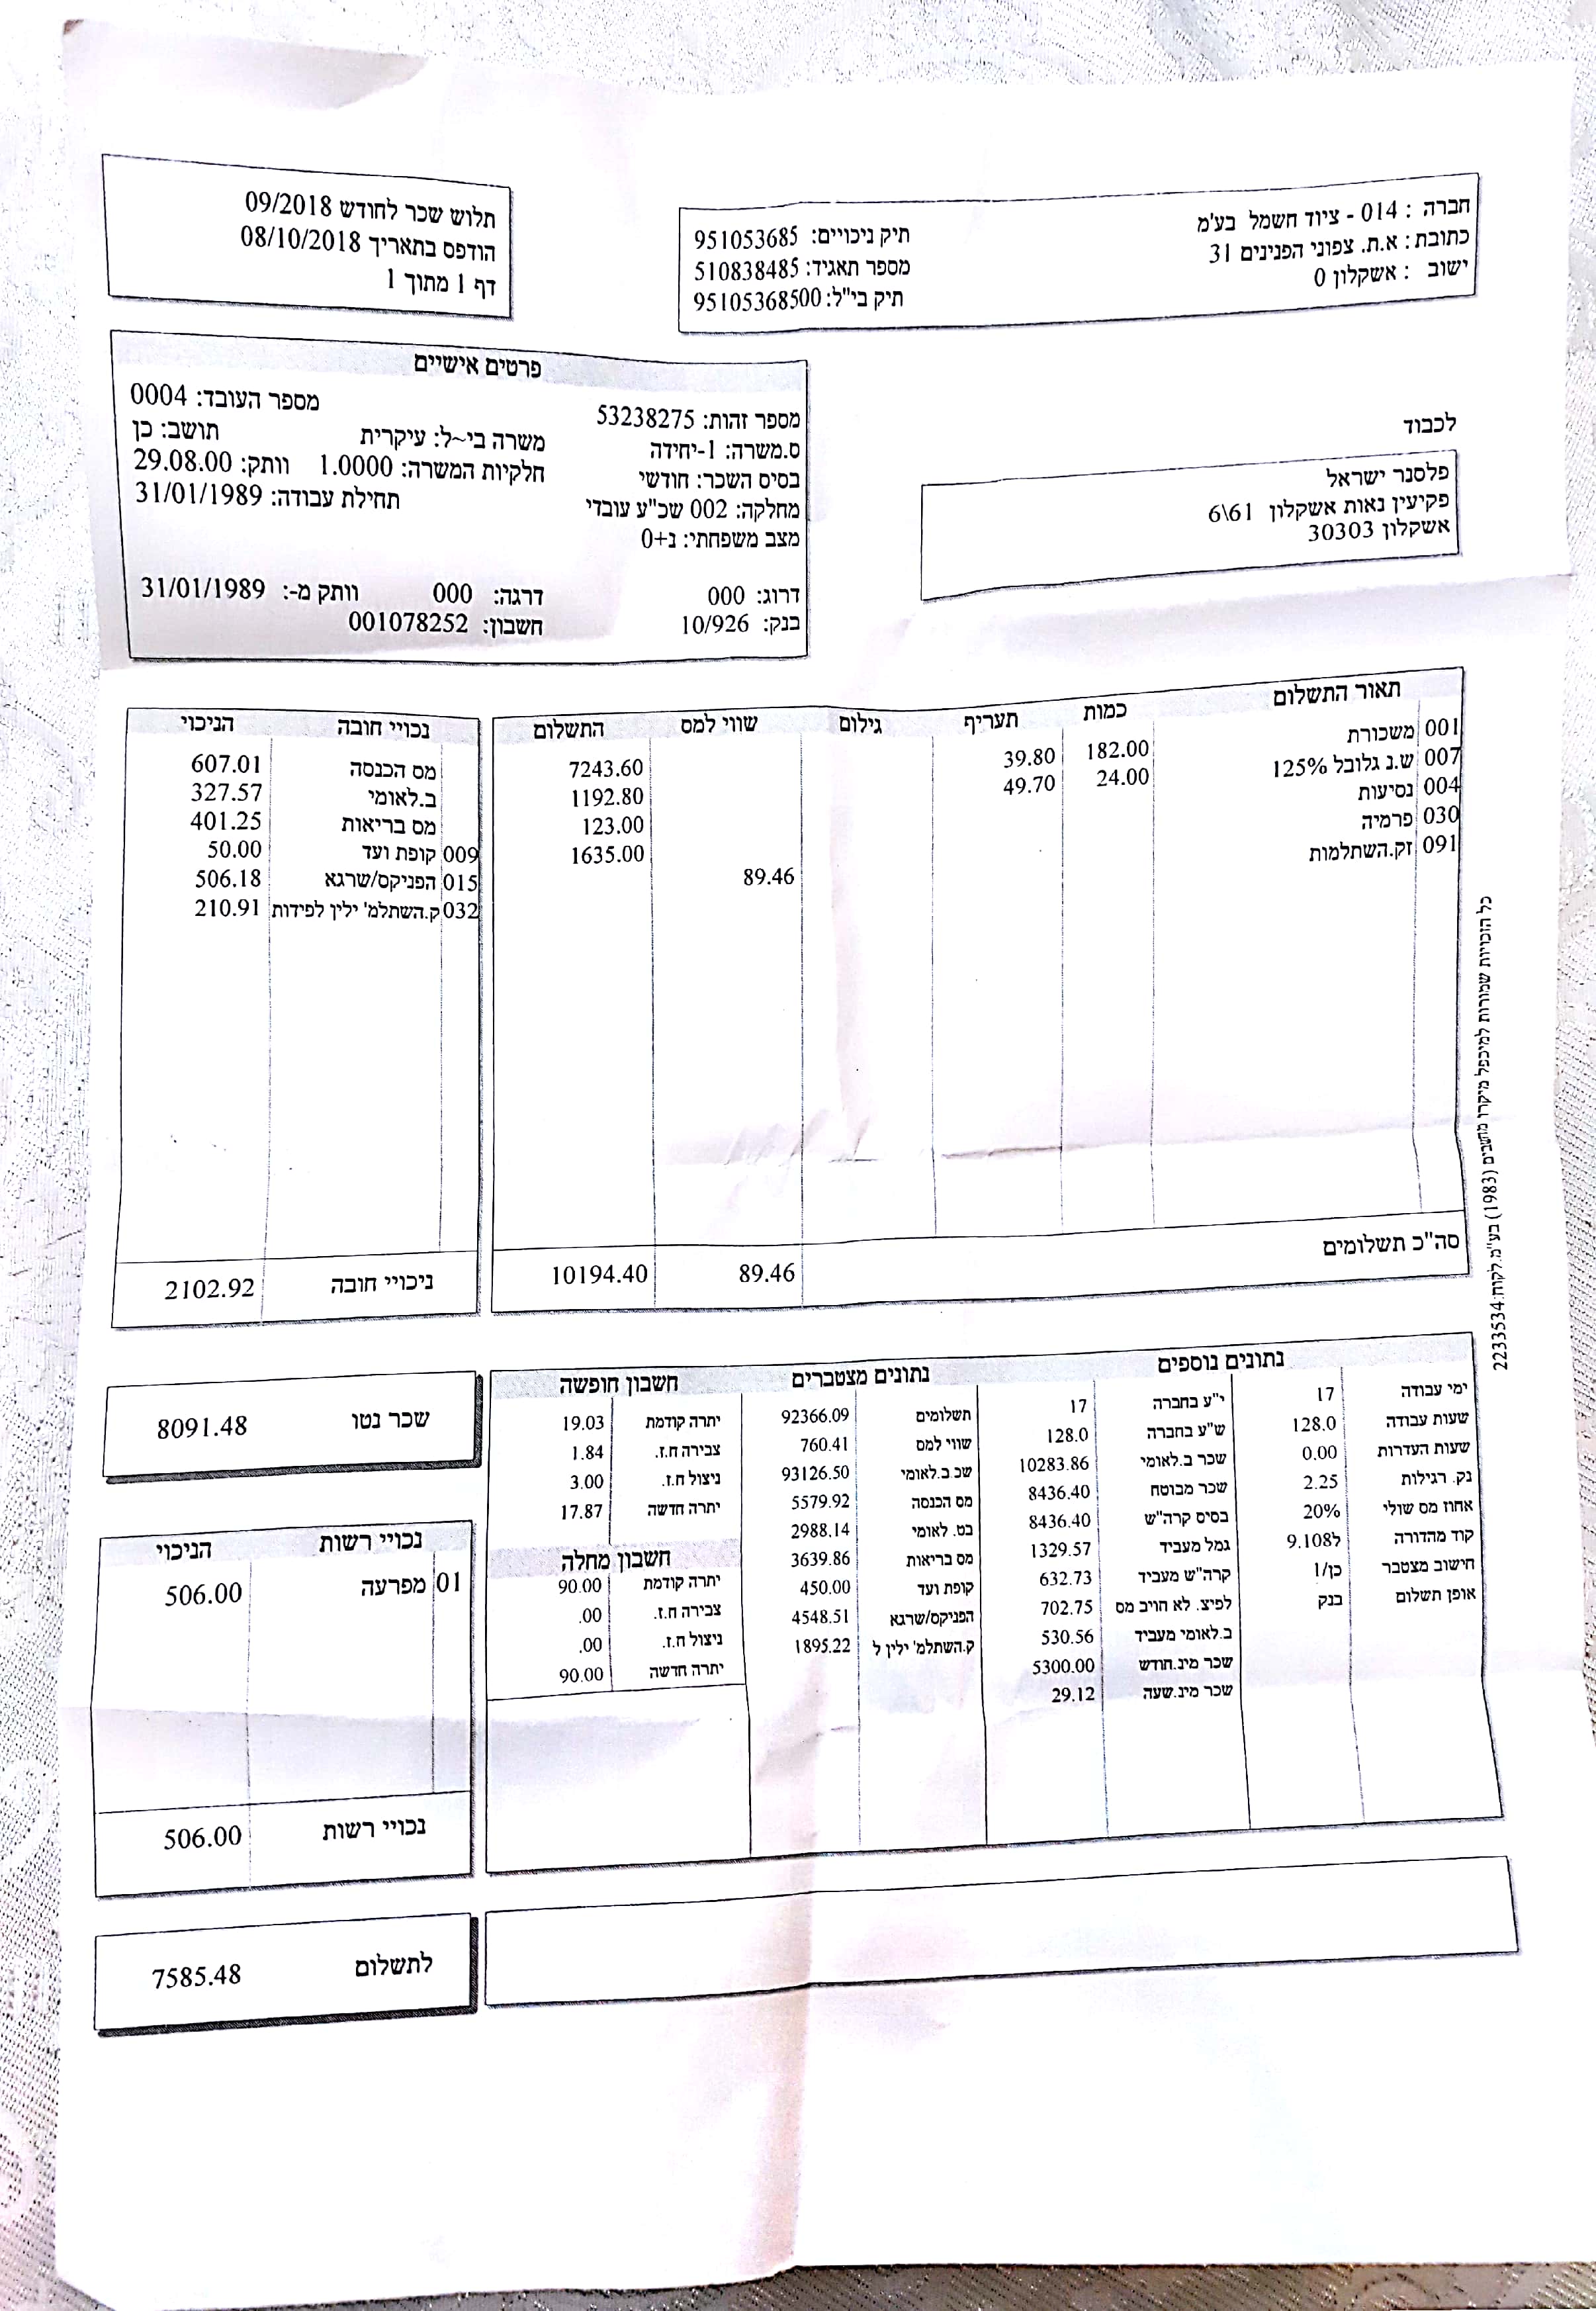 תלוש שכר לחודש 09/2018
הודפס בתאריך 08/10/2018
דף 1 מתוך 1
חברה : 014 - ציוד חשמל בע'מ
כתובת : א.ת. צפוני הפנינים 31
ישוב : אשקלון 0
תיק ניכויים: 951053685
מספר תאגיד: 510838485
תיק בי"ל: 95105368500
פרטים אישיים
מספר העובד: 0004
מספר זהות: 53238275
ס.משרה: 1-יחידה משרה בי~ל: עיקרית תושב: כן
בסיס השכר: חודשי חלקיות המשרה: 1.0000 וותק: 29.08.00
מחלקה: 002 שכ"ע עובדי תחילת עבודה: 31/01/1989
מצב משפחתי: נ+0
דרוג: 000 דרגה: 000 וותק מ-: 31/01/1989
בנק: 10/926 חשבון: 001078252
לכבוד
פלסנר ישראל
פקיעין נאות אשקלון 61\6
אשקלון 30303
תאור התשלום כמות תעריף גילום שווי למס התשלום
001 משכורת 182.00 39.80 7243.60
007 ש.נ גלובל 125% 24.00 49.70 1192.80
004 נסיעות 123.00
030 פרמיה 1635.00
091 זק.השתלמות 89.46
סה"כ תשלומים 89.46 10194.40
נכויי חובה הניכוי
מס הכנסה 607.01
ב.לאומי 327.57
מס בריאות 401.25
009 קופת ועד 50.00
015 הפניקס/שרגא 506.18
032 ק.השתלמ' ילין לפידות 210.91
ניכויי חובה 2102.92
כל הזכויות שמורות למיכפל מיקרו מחשבים (1983) בע"מ.לקוח:2233534
נתונים נוספים
ימי עבודה 17
שעות עבודה 128.0
שעות העדרות 0.00
נק. רגילות 2.25
אחוז מס שולי 20%
קוד מהדורה 9.108ל
חישוב מצטבר כן/1
אופן תשלום בנק
י"ע בחברה 17
ש"ע בחברה 128.0
שכר ב.לאומי 10283.86
שכר מבוטח 8436.40
בסיס קרה"ש 8436.40
גמל מעביד 1329.57
קרה"ש מעביד 632.73
לפיצ. לא חויב מס 702.75
ב.לאומי מעביד 530.56
שכר מינ.חודש 5300.00
שכר מינ.שעה 29.12
נתונים מצטברים
תשלומים 92366.09
שווי למס 760.41
שכ ב.לאומי 93126.50
מס הכנסה 5579.92
בט. לאומי 2988.14
מס בריאות 3639.86
קופת ועד 450.00
הפניקס/שרגא 4548.51
ק.השתלמ' ילין ל 1895.22
חשבון חופשה
יתרה קודמת 19.03
צבירה ח.ז. 1.84
ניצול ח.ז. 3.00
יתרה חדשה 17.87
חשבון מחלה
יתרה קודמת 90.00
צבירה ח.ז. .00
ניצול ח.ז. .00
יתרה חדשה 90.00
שכר נטו 8091.48
נכויי רשות הניכוי
01 מפרעה 506.00
נכויי רשות 506.00
לתשלום 7585.48